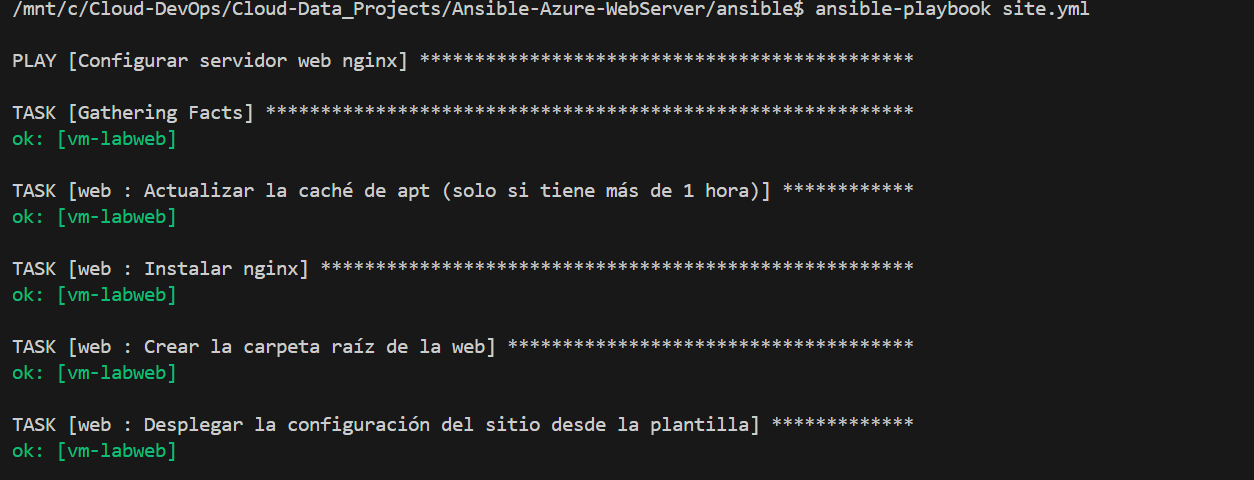 /mnt/c/Cloud-DevOps/Cloud-Data_Projects/Ansible-Azure-WebServer/ansible$ ansible-playbook site.yml
PLAY [Configurar servidor web nginx] *********************************************
TASK [Gathering Facts] ***********************************************************
ok: [vm-labweb]
TASK [web : Actualizar la caché de apt (solo si tiene más de 1 hora)] ************
ok: [vm-labweb]
TASK [web : Instalar nginx] ******************************************************
ok: [vm-labweb]
TASK [web : Crear la carpeta raíz de la web] *************************************
ok: [vm-labweb]
TASK [web : Desplegar la configuración del sitio desde la plantilla] *************
ok: [vm-labweb]